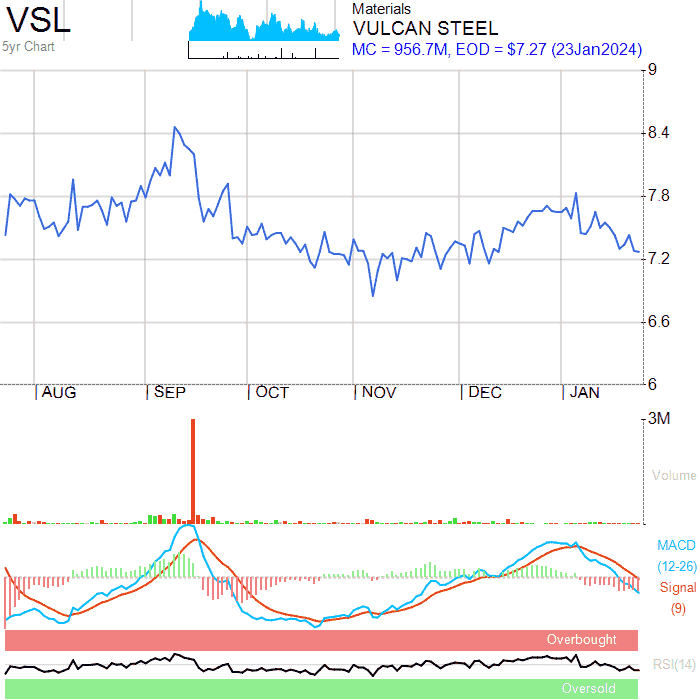 VSL
5yr Chart
Materials
VULCAN STEEL
MC = 956.7M, EOD = $7.27 (23Jan2024)
9
8.4
7.8
7.2
6.6
6
AUG SEP OCT NOV DEC JAN
3M
Volume
MACD
(12-26)
Signal
(9)
Overbought
RSI(14)
Oversold